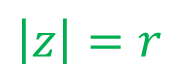 |z| = r